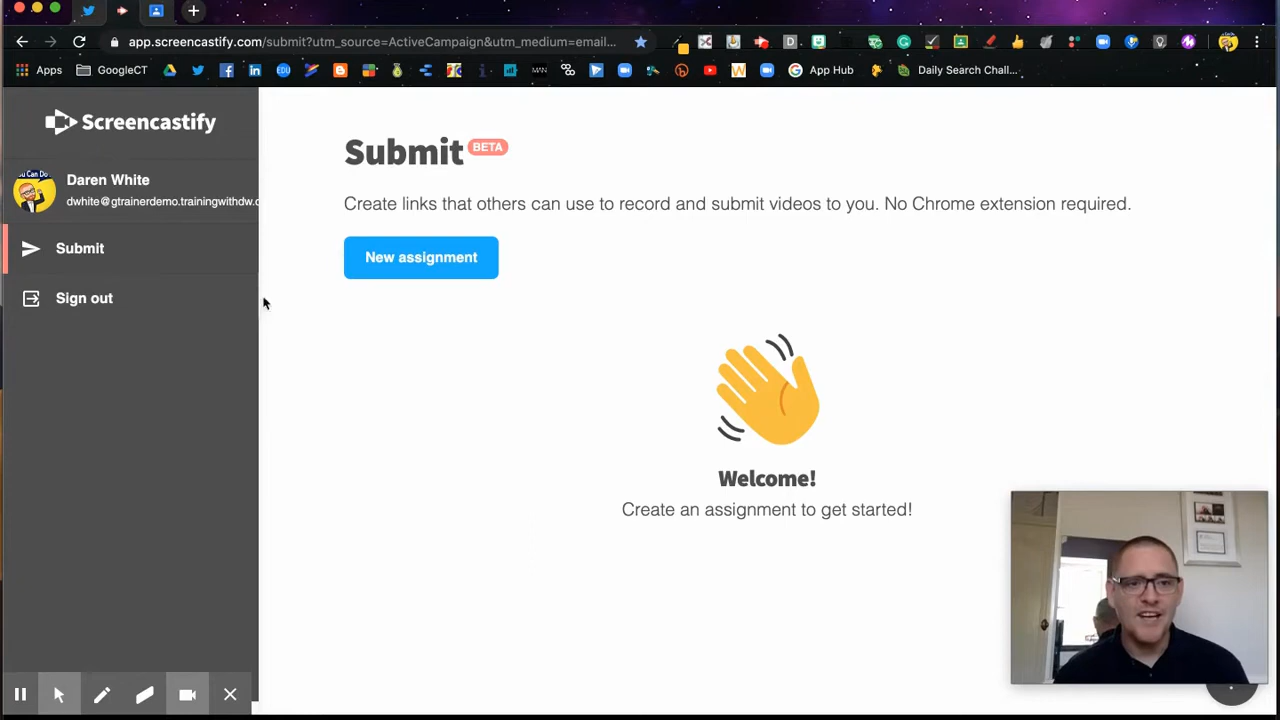 app.screencastify.com/submit?utm_source=ActiveCampaign&utm_medium=email...
Apps
GoogleCT
EDU
MAN
App Hub
Daily Search Chall...
Screencastify
Daren White
dwhite@gtrainerdemo.trainingwithdw.c
Submit
Sign out
Submit BETA
Create links that others can use to record and submit videos to you. No Chrome extension required.
New assignment
Welcome!
Create an assignment to get started!